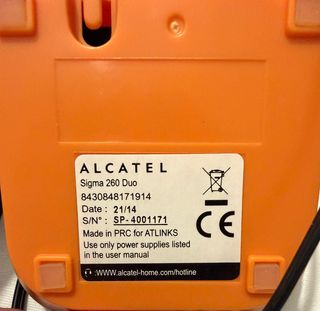 ALCATEL
Sigma 260 Duo
8430848171914
Date : 21/14
S/N° : SP-4001171
Made in PRC for ATLINKS
Use only power supplies listed
in the user manual
:WWW.alcatel-home.com/hotline
CE